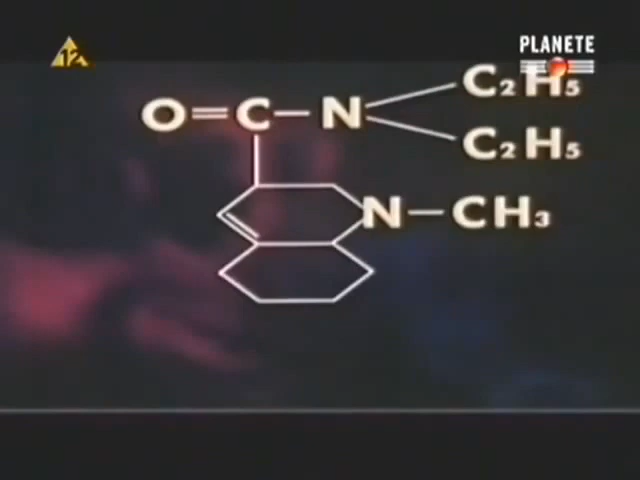 12
PLANETE
C2H5
O=C–N
C2H5
N–CH3